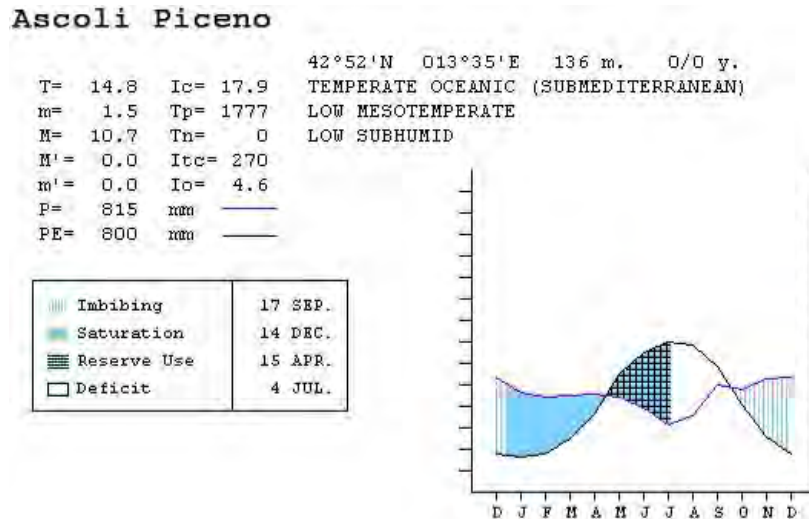 Ascoli Piceno
42°52'N 013°35'E 136 m. 0/0 y.
T= 14.8 Ic= 17.9 TEMPERATE OCEANIC (SUBMEDITERRANEAN)
m= 1.5 Tp= 1777 LOW MESOTEMPERATE
M= 10.7 Tn= 0 LOW SUBHUMID
M'= 0.0 Itc= 270
m'= 0.0 Io= 4.6
P= 815 mm
PE= 800 mm
Imbibing 17 SEP.
Saturation 14 DEC.
Reserve Use 15 APR.
Deficit 4 JUL.
D J F M A M J J A S O N D